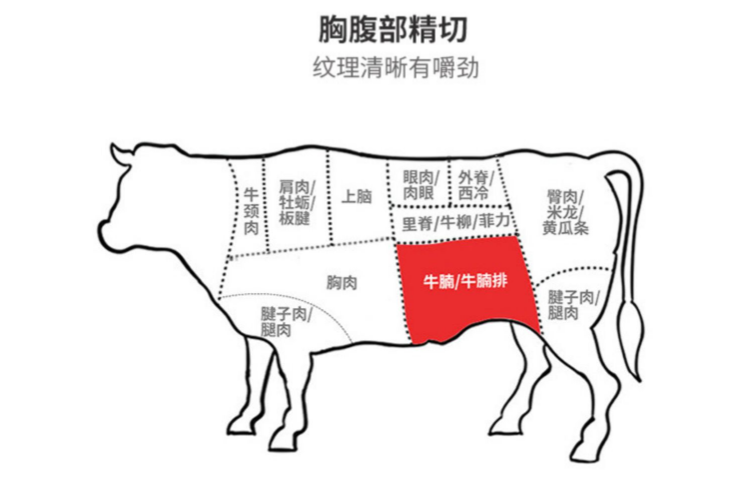 胸腹部精切
纹理清晰有嚼劲
牛
颈
肉
肩肉/
牡蛎/
板腱
上脑
眼肉/
肉眼
外脊/
西冷
里脊/牛柳/菲力
臀肉/
米龙/
黄瓜条
胸肉
牛腩/牛腩排
腱子肉/
腿肉
腱子肉/
腿肉